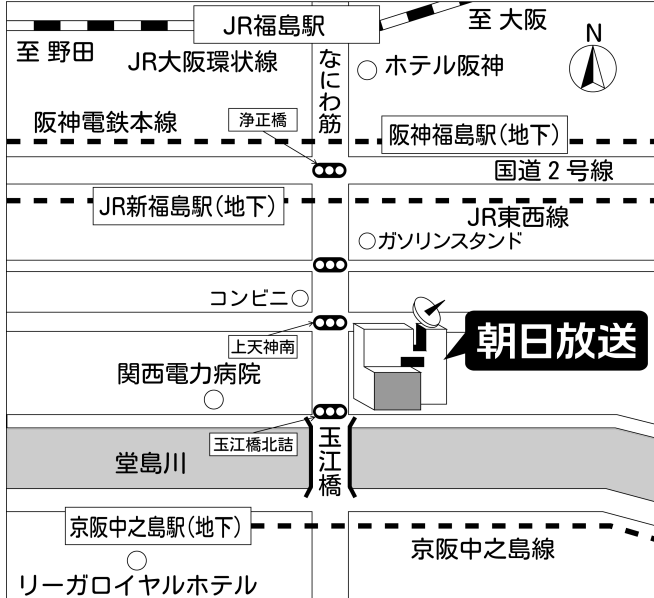 JR福島駅
至 大阪
至 野田
JR大阪環状線
なにわ筋
ホテル阪神
N
阪神電鉄本線
浄正橋
阪神福島駅(地下)
国道2号線
JR新福島駅(地下)
JR東西線
ガソリンスタンド
コンビニ
上天神南
朝日放送
関西電力病院
玉江橋北詰
玉江橋
堂島川
京阪中之島駅(地下)
京阪中之島線
リーガロイヤルホテル